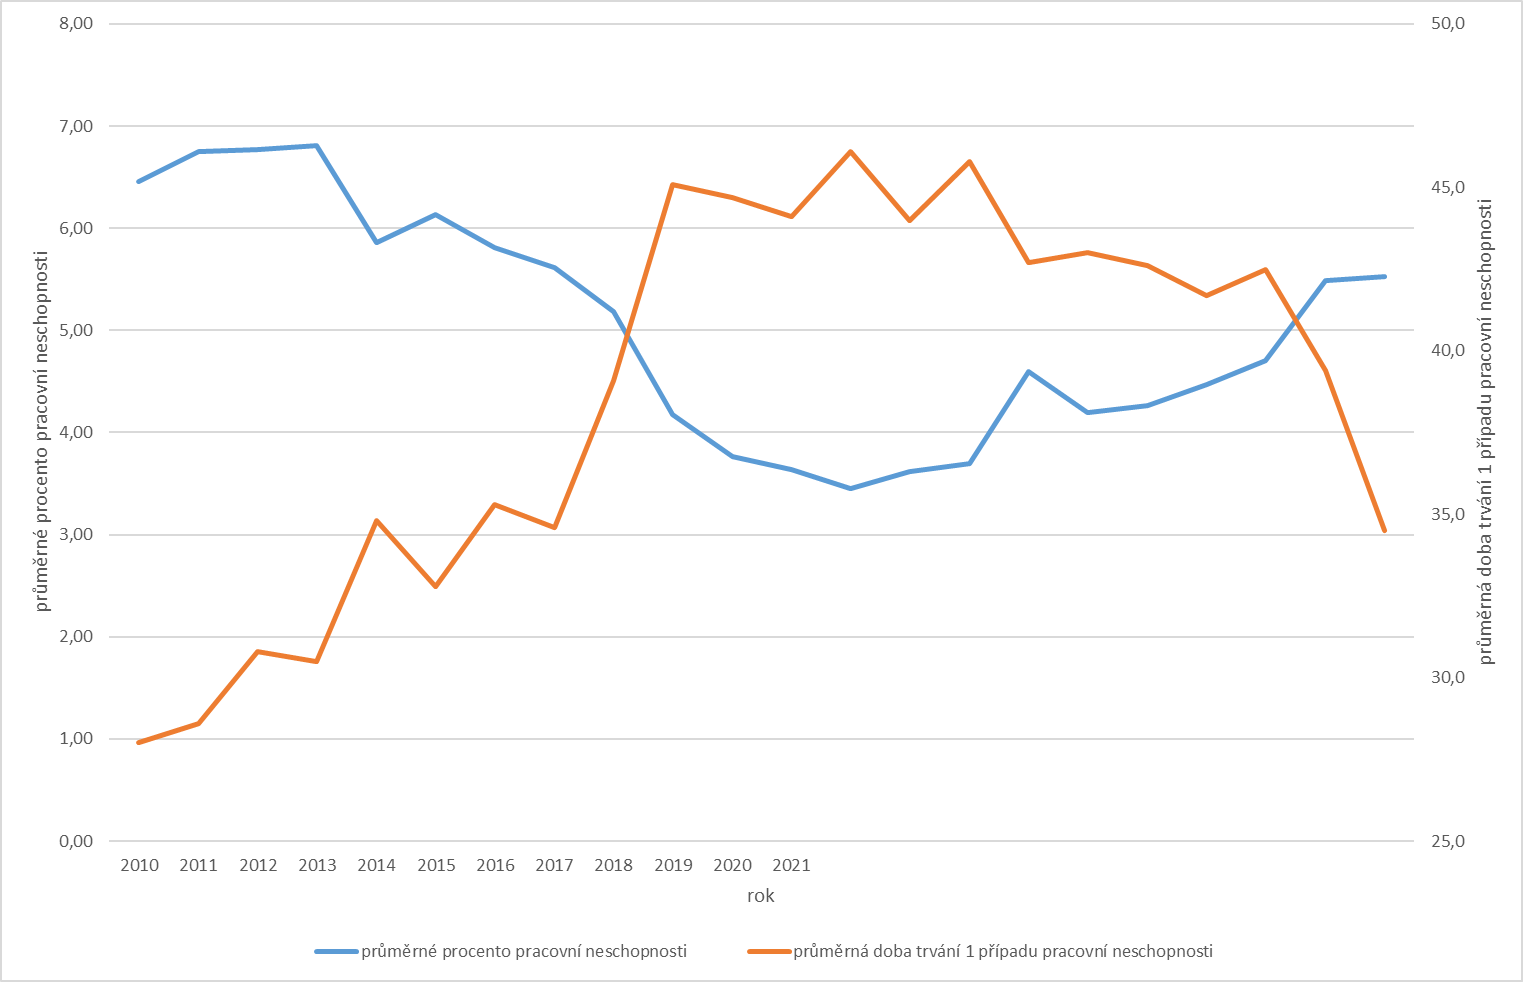 8,00
7,00
6,00
5,00
4,00
3,00
2,00
1,00
0,00
průměrné procento pracovní neschopnosti
50,0
45,0
40,0
35,0
30,0
25,0
průměrná doba trvání 1 případu pracovní neschopnosti
2010 2011 2012 2013 2014 2015 2016 2017 2018 2019 2020 2021
rok
průměrné procento pracovní neschopnosti
průměrná doba trvání 1 případu pracovní neschopnosti